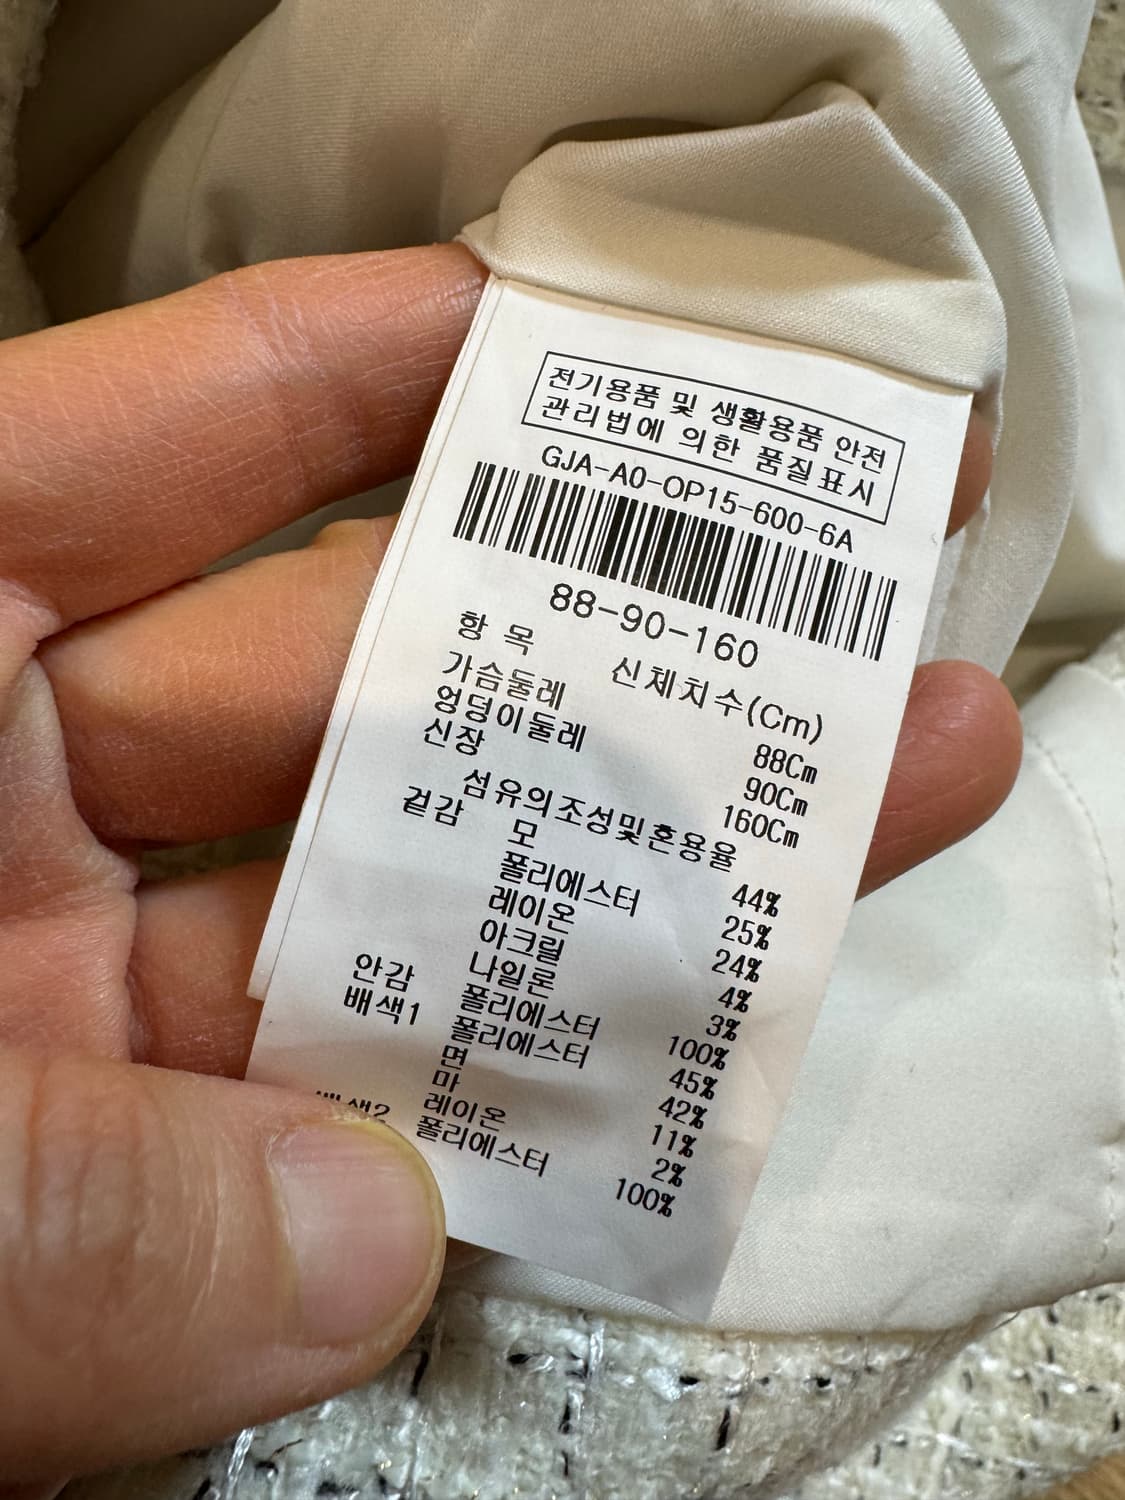 전기용품 및 생활용품 안전
관리법에 의한 품질표시
GJA-A0-OP15-600-6A
88-90-160
항 목 신체치수(Cm)
가슴둘레 88Cm
엉덩이둘레 90Cm
신장 160Cm
섬유의조성및혼용율
겉감 모 44%
폴리에스터 25%
레이온 24%
아크릴 4%
나일론 3%
안감 폴리에스터 100%
배색1 폴리에스터 45%
면 42%
마 11%
레이온 2%
배색2 폴리에스터 100%